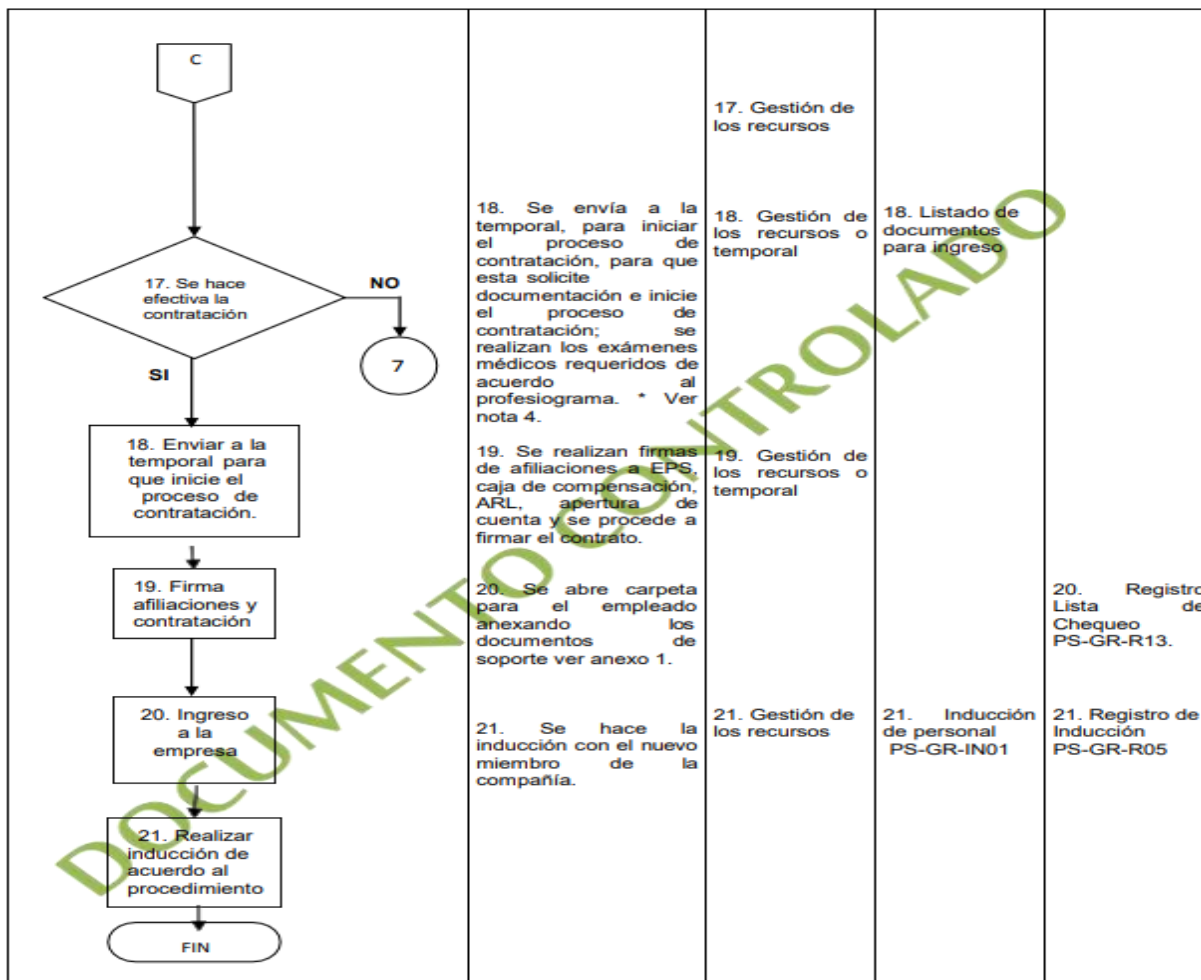 C
17. Se hace
efectiva la
contratación
NO
7
SI
18. Enviar a la
temporal para
que inicie el
proceso de
contratación.
19. Firma
afiliaciones y
contratación
20. Ingreso
a la
empresa
21. Realizar
inducción de
acuerdo al
procedimiento
FIN
18. Se envía a la
temporal, para iniciar
el proceso de
contratación, para que
esta solicite
documentación e inicie
el proceso de
contratación; se
realizan los exámenes
médicos requeridos de
acuerdo al
profesiograma. * Ver
nota 4.
19. Se realizan firmas
de afiliaciones a EPS,
caja de compensación,
ARL, apertura de
cuenta y se procede a
firmar el contrato.
20. Se abre carpeta
para el empleado
anexando los
documentos de
soporte ver anexo 1.
21. Se hace la
inducción con el nuevo
miembro de la
compañía.
17. Gestión de
los recursos
18. Gestión de
los recursos o
temporal
19. Gestión de
los recursos o
temporal
21. Gestión de
los recursos
18. Listado de
documentos
para ingreso
21. Inducción
de personal
PS-GR-IN01
20. Registro
Lista de
Chequeo
PS-GR-R13.
21. Registro de
Inducción
PS-GR-R05
DOCUMENTO CONTROLADO